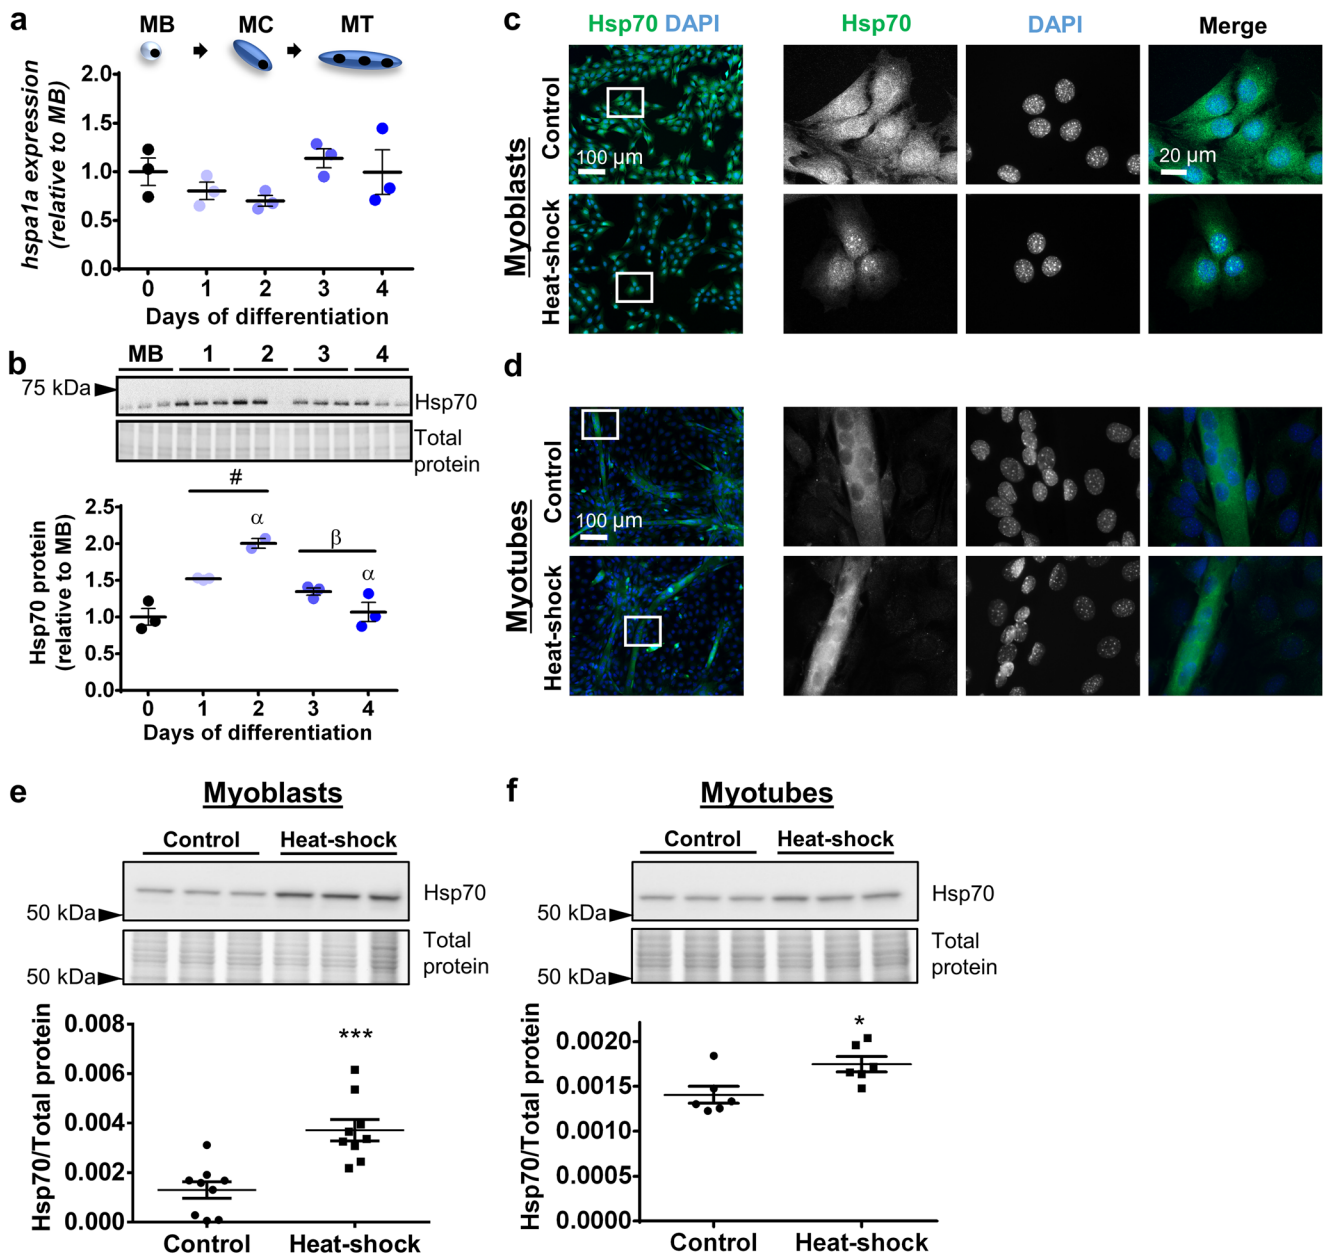 a
MB MC MT
hspa1a expression
(relative to MB)
2.0
1.5
1.0
0.5
0.0
0 1 2 3 4
Days of differentiation
b
MB 1 2 3 4
75 kDa
Hsp70
Total
protein
#
α
β
α
Hsp70 protein
(relative to MB)
2.5
2.0
1.5
1.0
0.5
0.0
0 1 2 3 4
Days of differentiation
c
Hsp70 DAPI Hsp70 DAPI Merge
Myoblasts
Control
100 µm
20 µm
Heat-shock
d
Myotubes
Control
100 µm
Heat-shock
e
Myoblasts
Control Heat-shock
Hsp70
50 kDa
Total
protein
50 kDa
Hsp70/Total protein
0.008
0.006
0.004
0.002
0.000
***
Control Heat-shock
f
Myotubes
Control Heat-shock
Hsp70
50 kDa
Total
protein
50 kDa
Hsp70/Total protein
0.0020
0.0015
0.0010
0.0005
0.0000
*
Control Heat-shock